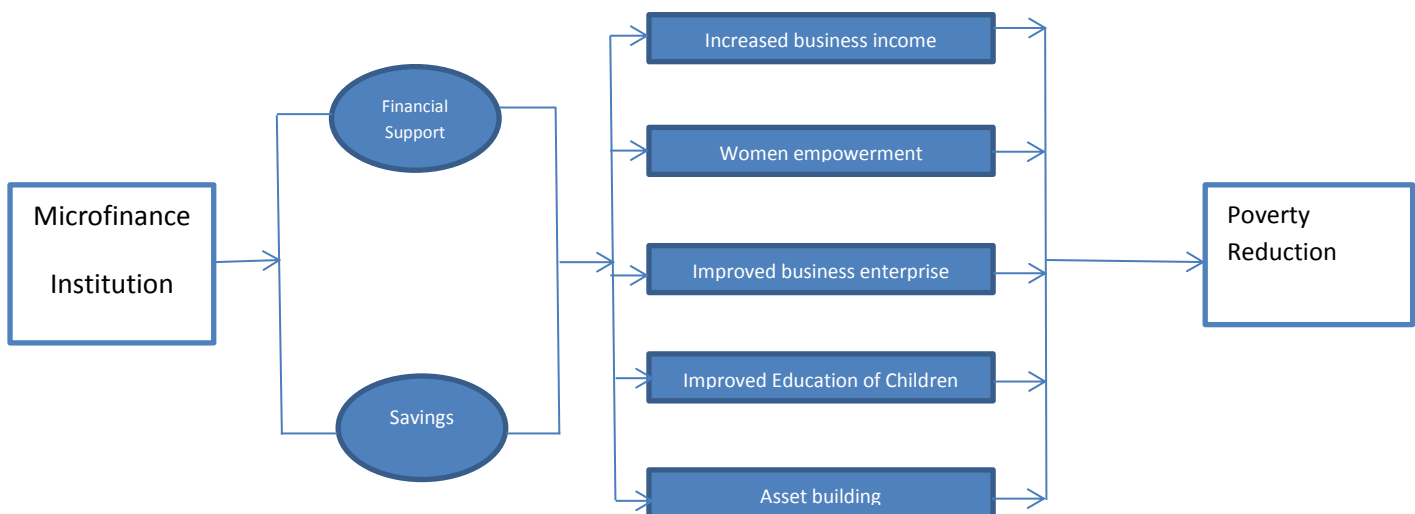 Microfinance
Institution
Financial
Support
Savings
Increased business income
Women empowerment
Improved business enterprise
Improved Education of Children
Asset building
Poverty
Reduction